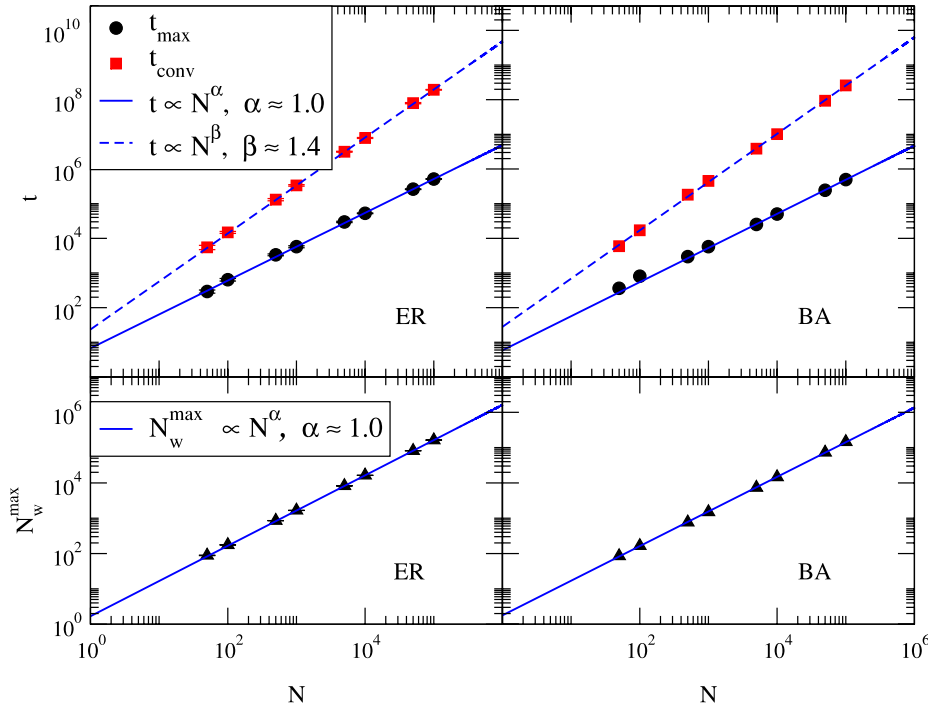 10^10
10^8
10^6
10^4
10^2
t
t_max
t_conv
t ∝ N^α, α ≈ 1.0
t ∝ N^β, β ≈ 1.4
ER
BA
10^6
10^4
10^2
10^0
N_w^max
N_w^max ∝ N^α, α ≈ 1.0
ER
BA
10^0
10^2
10^4
10^2
10^4
10^6
N
N